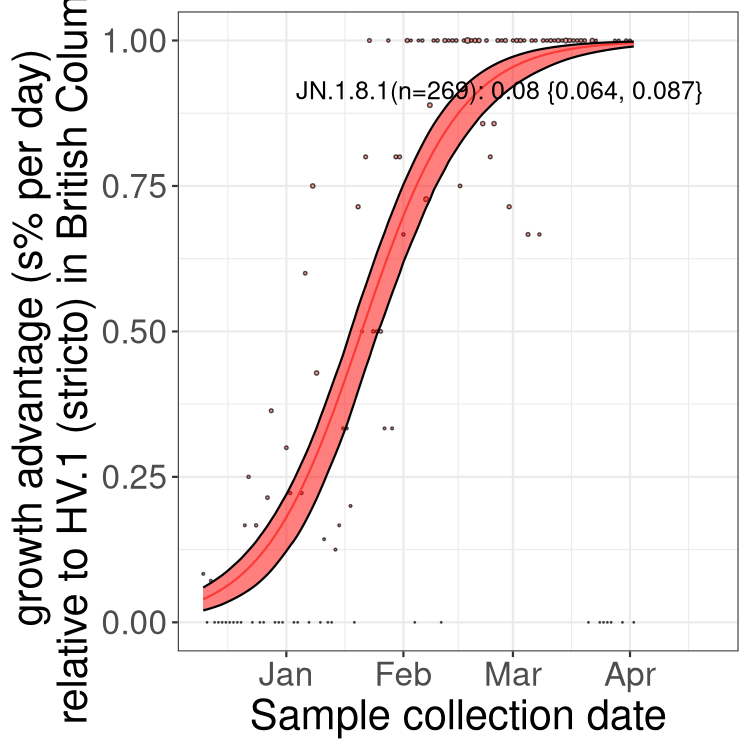 growth advantage (s% per day)
relative to HV.1 (stricto) in British Colum
1.00
0.75
0.50
0.25
0.00
JN.1.8.1(n=269): 0.08 {0.064, 0.087}
Jan Feb Mar Apr
Sample collection date